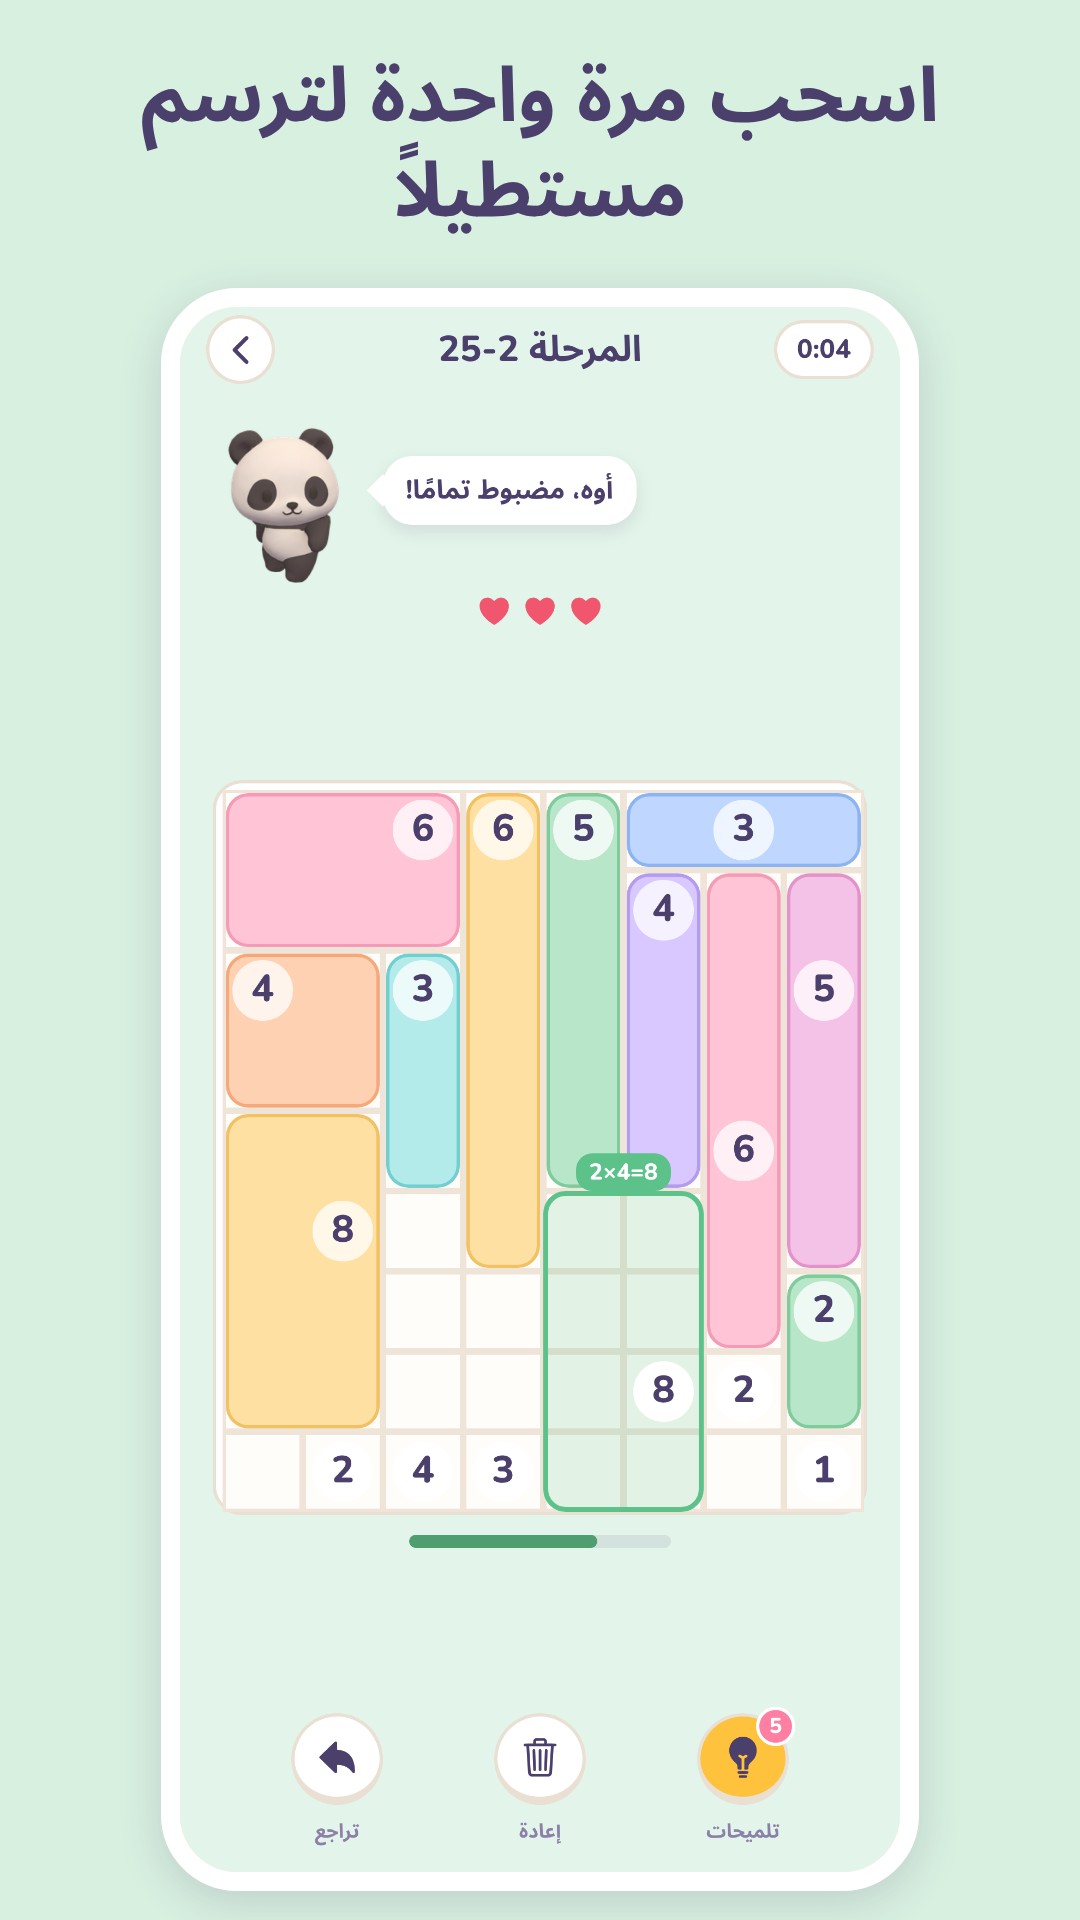 اسحب مرة واحدة لترسم
مستطيلاً
المرحلة 2-25
0:04
أوه، مضبوط تمامًا!
6 6 5 3
4
4 3 5
6
2×4=8
8
2
8 2
2 4 3 1
5
تراجع
إعادة
تلميحات